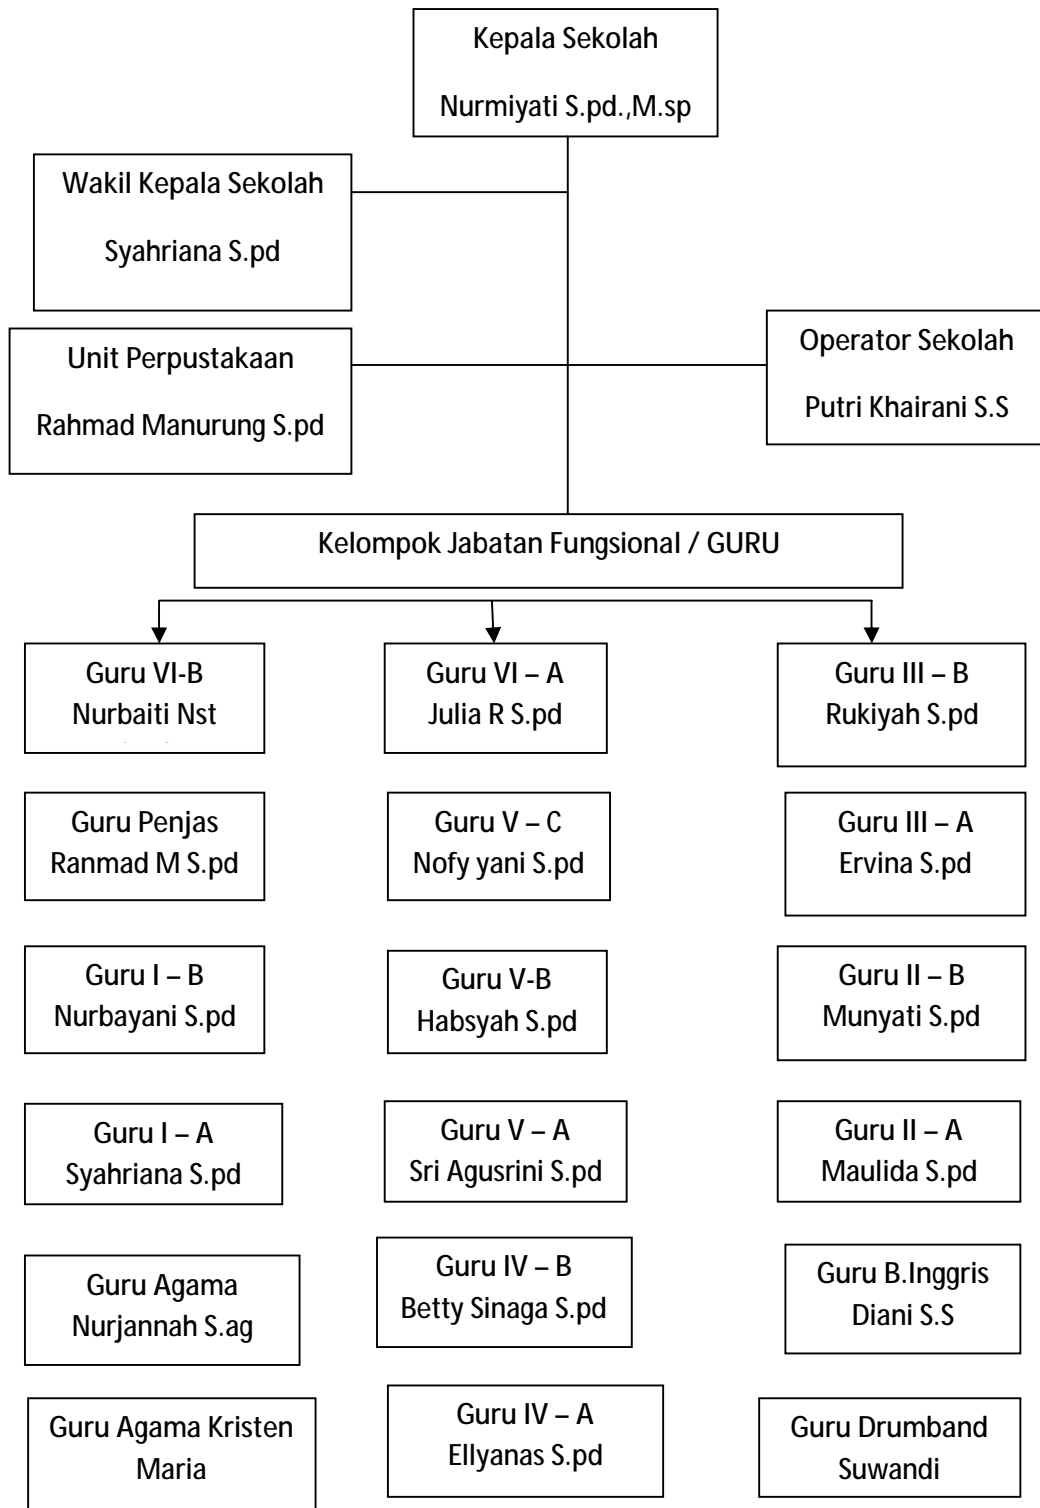 Kepala Sekolah
Nurmiyati S.pd.,M.sp
Wakil Kepala Sekolah
Syahriana S.pd
Unit Perpustakaan
Rahmad Manurung S.pd
Operator Sekolah
Putri Khairani S.S
Kelompok Jabatan Fungsional / GURU
Guru VI-B
Nurbaiti Nst
Guru VI – A
Julia R S.pd
Guru III – B
Rukiyah S.pd
Guru Penjas
Ranmad M S.pd
Guru V – C
Nofy yani S.pd
Guru III – A
Ervina S.pd
Guru I – B
Nurbayani S.pd
Guru V-B
Habsyah S.pd
Guru II – B
Munyati S.pd
Guru I – A
Syahriana S.pd
Guru V – A
Sri Agusrini S.pd
Guru II – A
Maulida S.pd
Guru Agama
Nurjannah S.ag
Guru IV – B
Betty Sinaga S.pd
Guru B.Inggris
Diani S.S
Guru Agama Kristen
Maria
Guru IV – A
Ellyanas S.pd
Guru Drumband
Suwandi